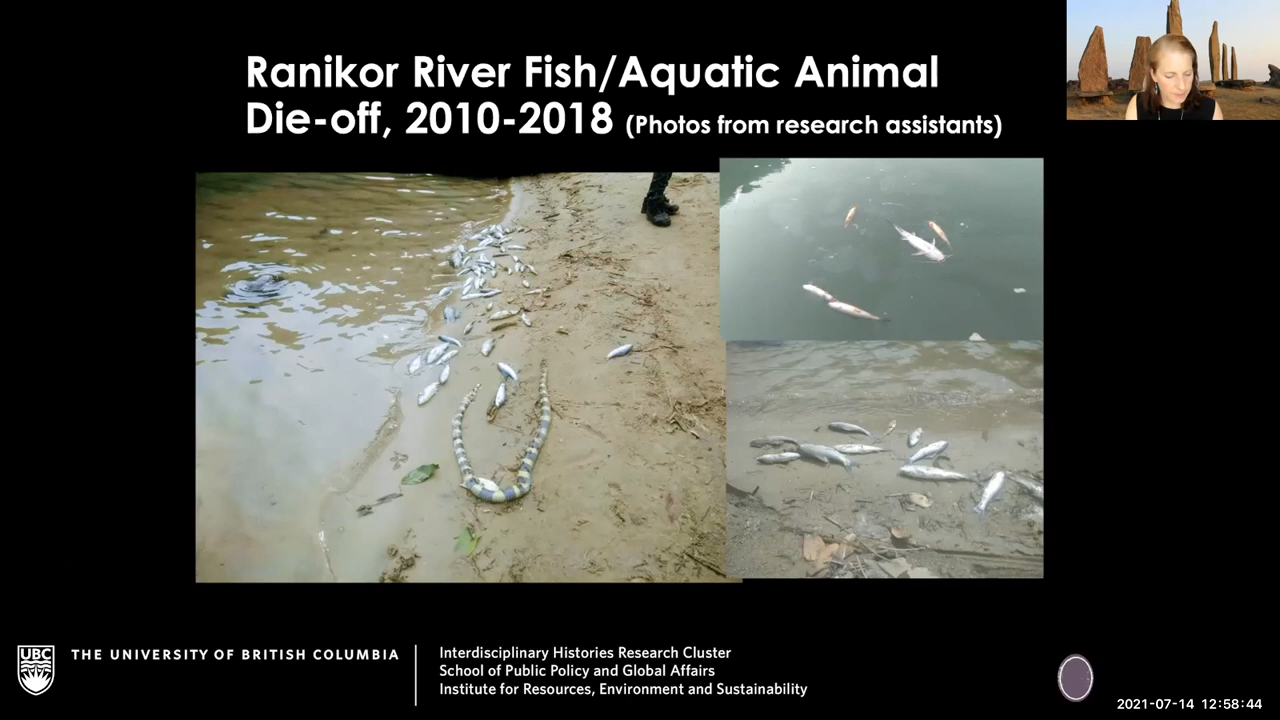 Ranikor River Fish/Aquatic Animal
Die-off, 2010-2018 (Photos from research assistants)
UBC
THE UNIVERSITY OF BRITISH COLUMBIA
Interdisciplinary Histories Research Cluster
School of Public Policy and Global Affairs
Institute for Resources, Environment and Sustainability
2021-07-14 12:58:44